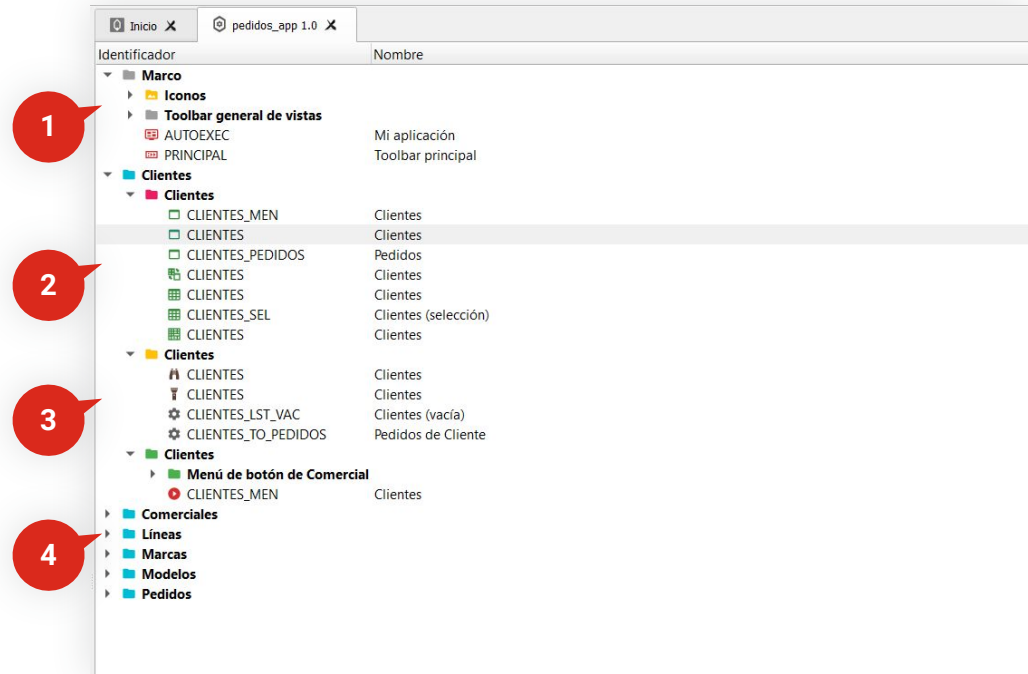 Inicio pedidos_app 1.0
Identificador Nombre
Marco
Iconos
Toolbar general de vistas
AUTOEXEC Mi aplicación
PRINCIPAL Toolbar principal
Clientes
Clientes
CLIENTES_MEN Clientes
CLIENTES Clientes
CLIENTES_PEDIDOS Pedidos
CLIENTES Clientes
CLIENTES Clientes
CLIENTES_SEL Clientes (selección)
CLIENTES Clientes
Clientes
CLIENTES Clientes
CLIENTES Clientes
CLIENTES_LST_VAC Clientes (vacía)
CLIENTES_TO_PEDIDOS Pedidos de Cliente
Clientes
Menú de botón de Comercial
CLIENTES_MEN Clientes
Comerciales
Líneas
Marcas
Modelos
Pedidos
1
2
3
4